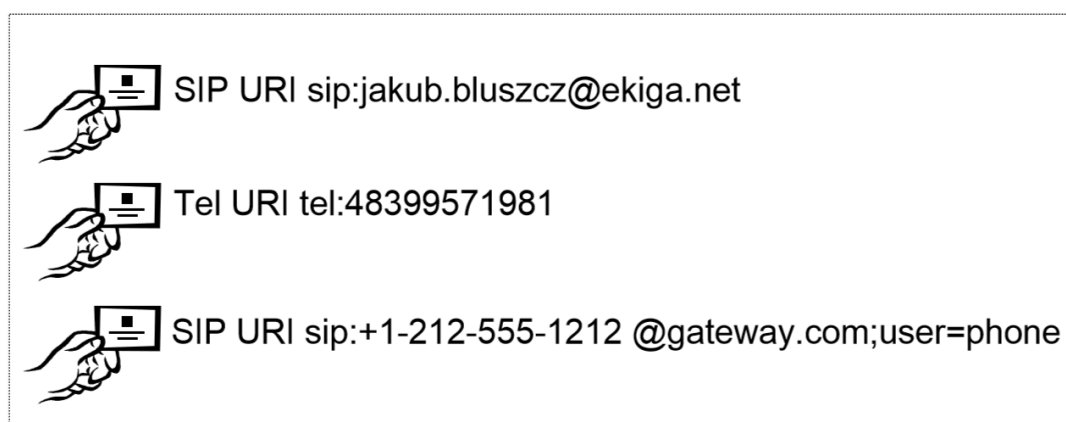 SIP URI sip:jakub.bluszcz@ekiga.net
Tel URI tel:48399571981
SIP URI sip:+1-212-555-1212 @gateway.com;user=phone